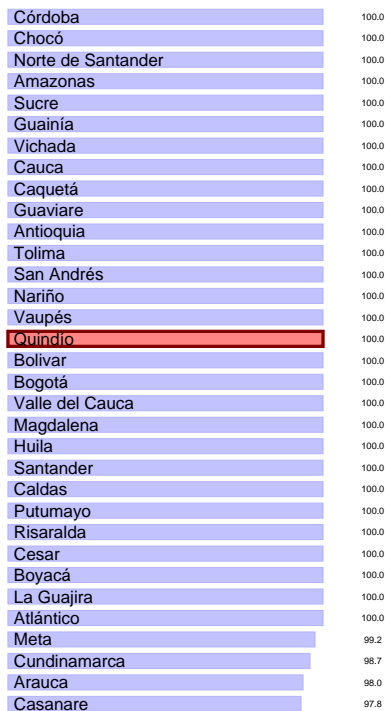 Córdoba 100.0
Chocó 100.0
Norte de Santander 100.0
Amazonas 100.0
Sucre 100.0
Guainía 100.0
Vichada 100.0
Cauca 100.0
Caquetá 100.0
Guaviare 100.0
Antioquia 100.0
Tolima 100.0
San Andrés 100.0
Nariño 100.0
Vaupés 100.0
Quindío 100.0
Bolivar 100.0
Bogotá 100.0
Valle del Cauca 100.0
Magdalena 100.0
Huila 100.0
Santander 100.0
Caldas 100.0
Putumayo 100.0
Risaralda 100.0
Cesar 100.0
Boyacá 100.0
La Guajira 100.0
Atlántico 100.0
Meta 99.2
Cundinamarca 98.7
Arauca 98.0
Casanare 97.8